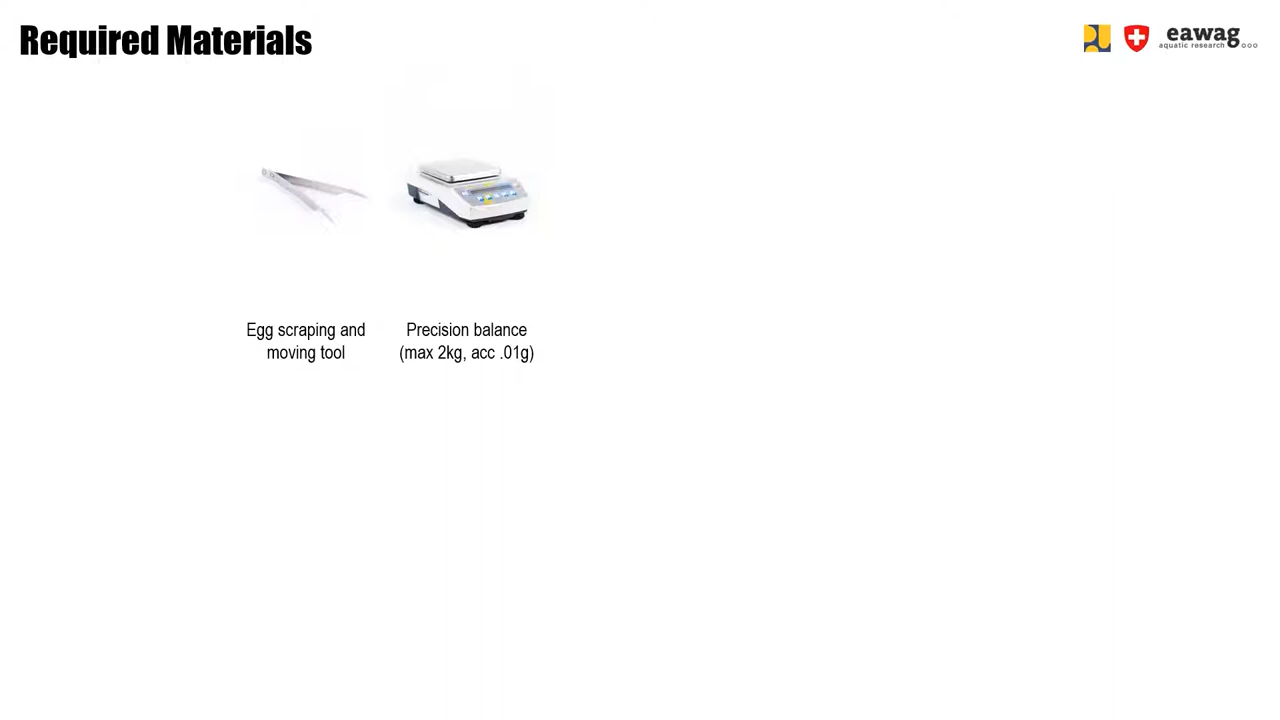 Required Materials
eawag
aquatic research
Egg scraping and
moving tool
Precision balance
(max 2kg, acc .01g)